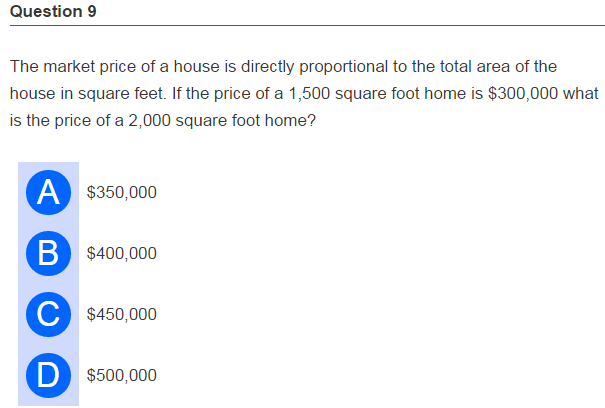 Question 9
The market price of a house is directly proportional to the total area of the
house in square feet. If the price of a 1,500 square foot home is $300,000 what
is the price of a 2,000 square foot home?
A $350,000
B $400,000
C $450,000
D $500,000